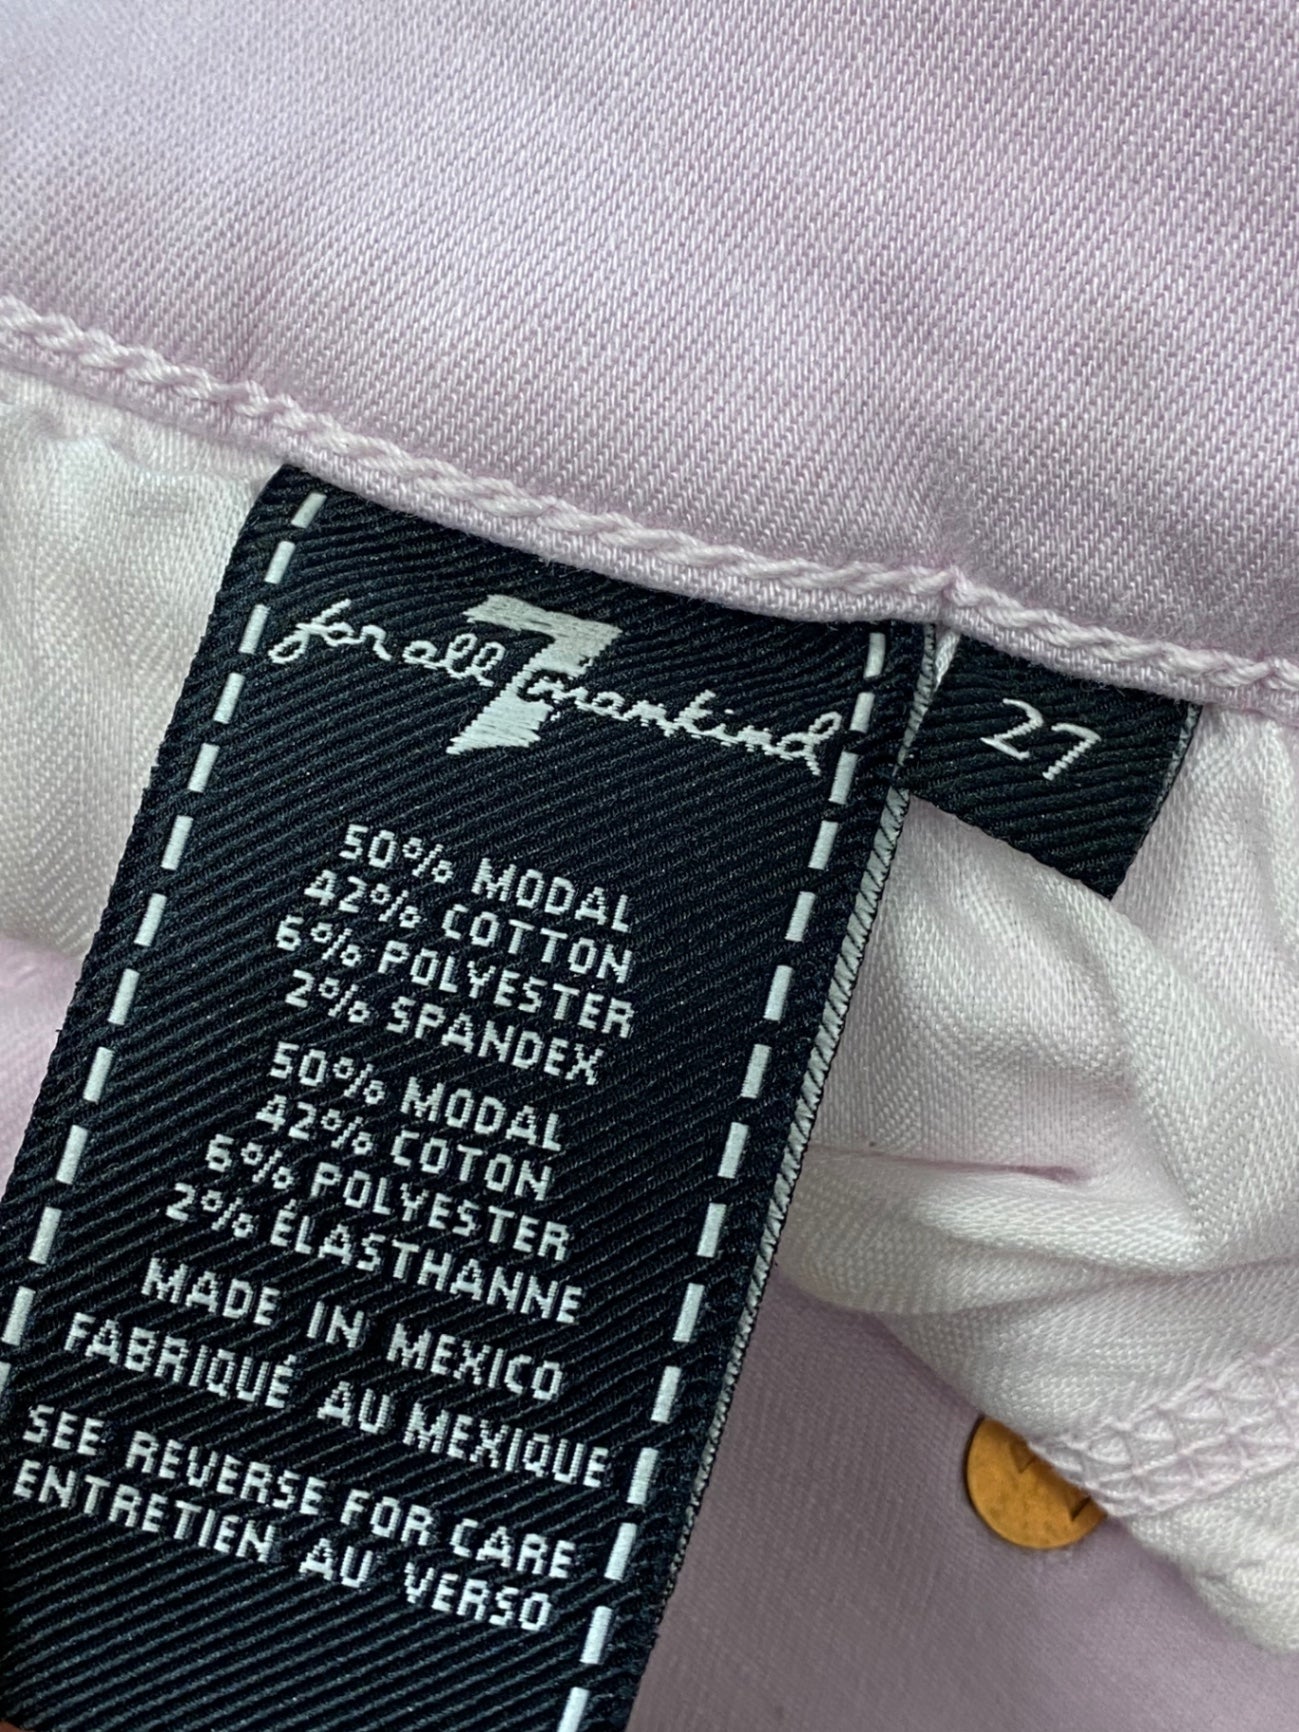 for all 7 mankind
27
50% MODAL
42% COTTON
6% POLYESTER
2% SPANDEX
50% MODAL
42% COTON
6% POLYESTER
2% ÉLASTHANNE
MADE IN MEXICO
FABRIQUÉ AU MEXIQUE
SEE REVERSE FOR CARE
ENTRETIEN AU VERSO